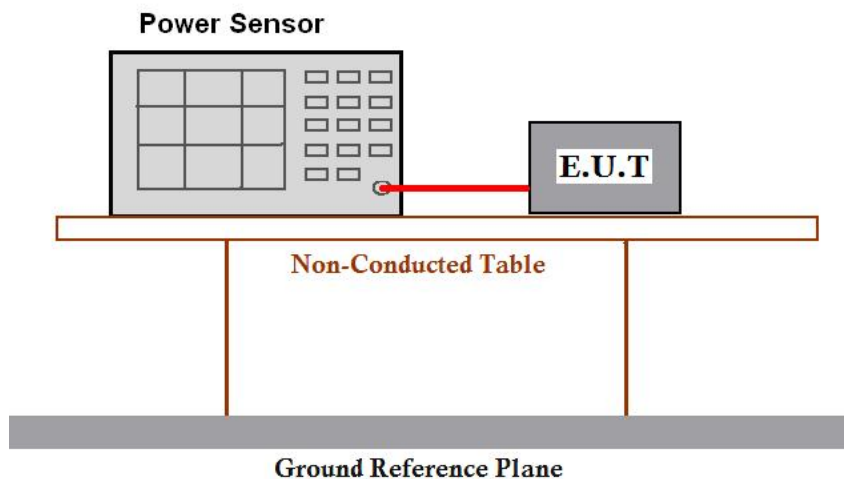 Power Sensor
E.U.T
Non-Conducted Table
Ground Reference Plane